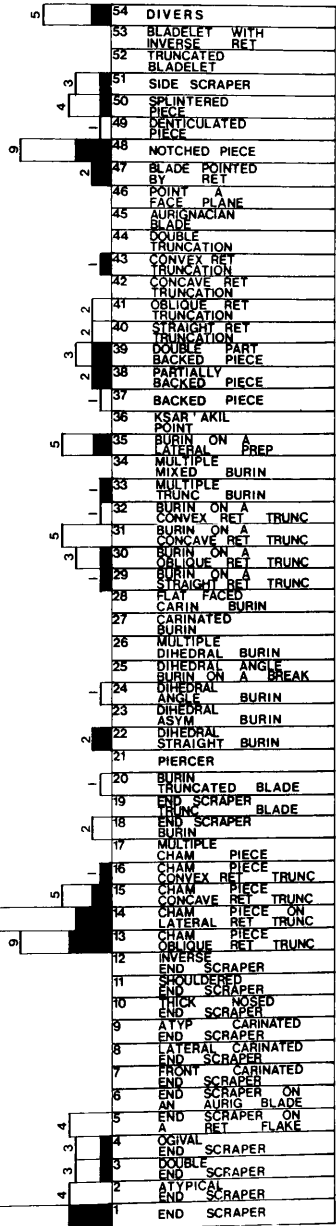 5 54 DIVERS
53 BLADELET WITH
INVERSE RET
52 TRUNCATED
BLADELET
3 51 SIDE SCRAPER
4 50 SPLINTERED
PIECE
1 49 DENTICULATED
PIECE
9 48 NOTCHED PIECE
2 47 BLADE POINTED
BY RET
46 POINT A
FACE PLANE
45 AURIGNACIAN
BLADE
44 DOUBLE
TRUNCATION
1 43 CONVEX RET
TRUNCATION
42 CONCAVE RET
TRUNCATION
2 41 OBLIQUE RET
TRUNCATION
2 40 STRAIGHT RET
TRUNCATION
3 39 DOUBLE PART
BACKED PIECE
2 38 PARTIALLY
BACKED PIECE
1 37 BACKED PIECE
36 KSAR 'AKIL
POINT
5 35 BURIN ON A
LATERAL PREP
34 MULTIPLE
MIXED BURIN
1 33 MULTIPLE
TRUNC BURIN
1 32 BURIN ON A
CONVEX RET TRUNC
5 31 BURIN ON A
CONCAVE RET TRUNC
3 30 BURIN ON A
OBLIQUE RET TRUNC
1 29 BURIN ON A
STRAIGHT RET TRUNC
28 FLAT FACED
CARIN BURIN
27 CARINATED
BURIN
26 MULTIPLE
DIHEDRAL BURIN
25 DIHEDRAL ANGLE
BURIN ON A BREAK
1 24 DIHEDRAL
ANGLE BURIN
23 DIHEDRAL
ASYM BURIN
2 22 DIHEDRAL
STRAIGHT BURIN
21 PIERCER
1 20 BURIN
TRUNCATED BLADE
19 END SCRAPER
TRUNC BLADE
2 18 END SCRAPER
BURIN
17 MULTIPLE
CHAM PIECE
1 16 CHAM PIECE
CONVEX RET TRUNC
5 15 CHAM PIECE
CONCAVE RET TRUNC
14 CHAM PIECE ON
LATERAL RET TRUNC
9 13 CHAM PIECE
OBLIQUE RET TRUNC
12 INVERSE
END SCRAPER
11 SHOULDERED
END SCRAPER
10 THICK NOSED
END SCRAPER
9 ATYP CARINATED
END SCRAPER
8 LATERAL CARINATED
END SCRAPER
7 FRONT CARINATED
END SCRAPER
6 END SCRAPER ON
AN AURIG BLADE
4 5 END SCRAPER ON
A RET FLAKE
3 4 OGIVAL
END SCRAPER
3 3 DOUBLE
END SCRAPER
4 2 ATYPICAL
END SCRAPER
1 END SCRAPER